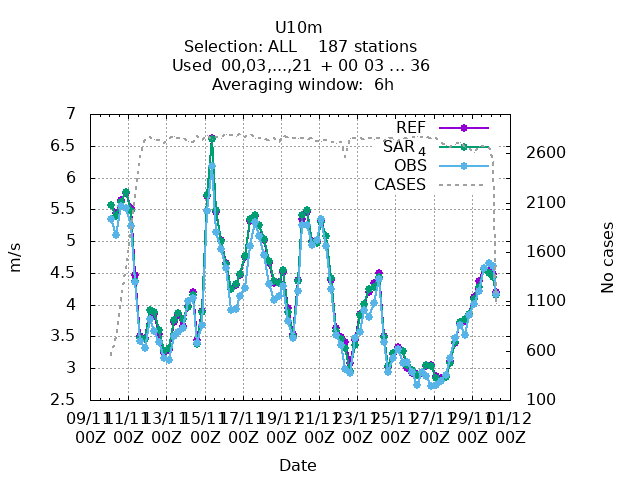 U10m
Selection: ALL    187 stations
Used  00,03,...,21  + 00 03 ... 36
Averaging window:  6h
7
6.5
6
5.5
5
4.5
4
3.5
3
2.5
m/s
REF
SAR 4
OBS
CASES
2600
2100
1600
1100
600
100
No cases
09/11 11/11 13/11 15/11 17/11 19/11 21/11 23/11 25/11 27/11 29/11 01/12
00Z 00Z 00Z 00Z 00Z 00Z 00Z 00Z 00Z 00Z 00Z 00Z
Date